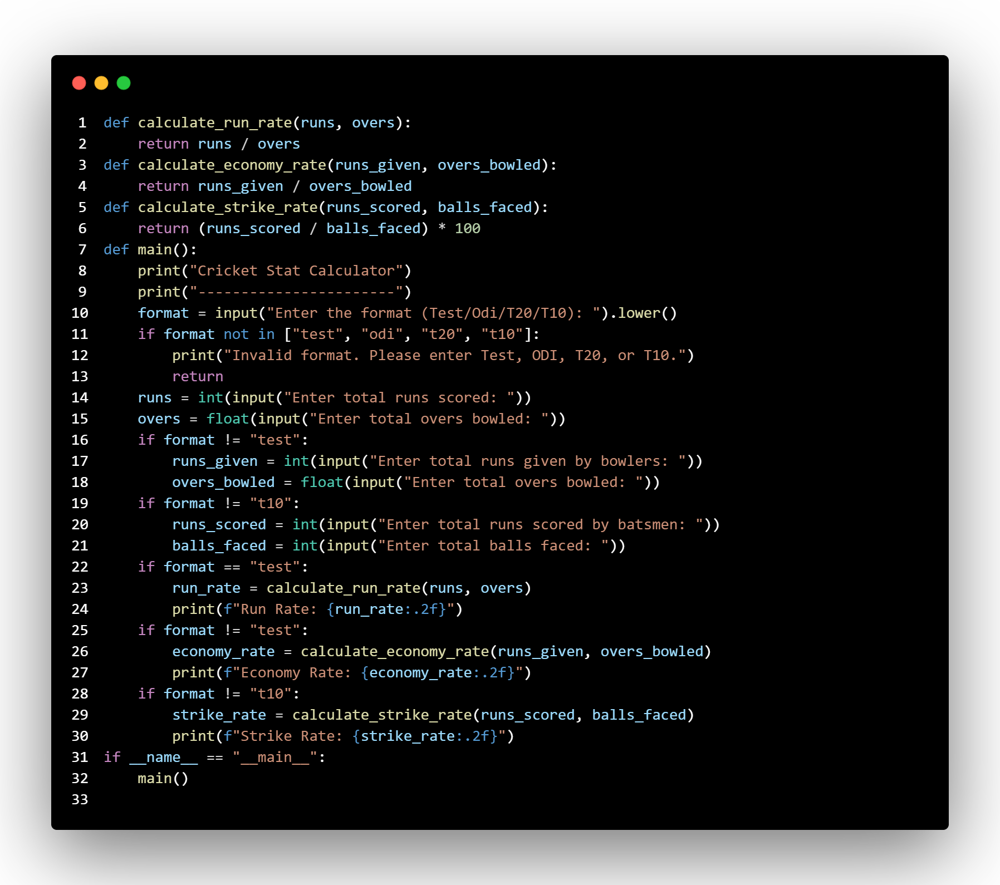 1 def calculate_run_rate(runs, overs):
2     return runs / overs
3 def calculate_economy_rate(runs_given, overs_bowled):
4     return runs_given / overs_bowled
5 def calculate_strike_rate(runs_scored, balls_faced):
6     return (runs_scored / balls_faced) * 100
7 def main():
8     print("Cricket Stat Calculator")
9     print("-----------------------")
10     format = input("Enter the format (Test/Odi/T20/T10): ").lower()
11     if format not in ["test", "odi", "t20", "t10"]:
12         print("Invalid format. Please enter Test, ODI, T20, or T10.")
13         return
14     runs = int(input("Enter total runs scored: "))
15     overs = float(input("Enter total overs bowled: "))
16     if format != "test":
17         runs_given = int(input("Enter total runs given by bowlers: "))
18         overs_bowled = float(input("Enter total overs bowled: "))
19     if format != "t10":
20         runs_scored = int(input("Enter total runs scored by batsmen: "))
21         balls_faced = int(input("Enter total balls faced: "))
22     if format == "test":
23         run_rate = calculate_run_rate(runs, overs)
24         print(f"Run Rate: {run_rate:.2f}")
25     if format != "test":
26         economy_rate = calculate_economy_rate(runs_given, overs_bowled)
27         print(f"Economy Rate: {economy_rate:.2f}")
28     if format != "t10":
29         strike_rate = calculate_strike_rate(runs_scored, balls_faced)
30         print(f"Strike Rate: {strike_rate:.2f}")
31 if __name__ == "__main__":
32     main()
33